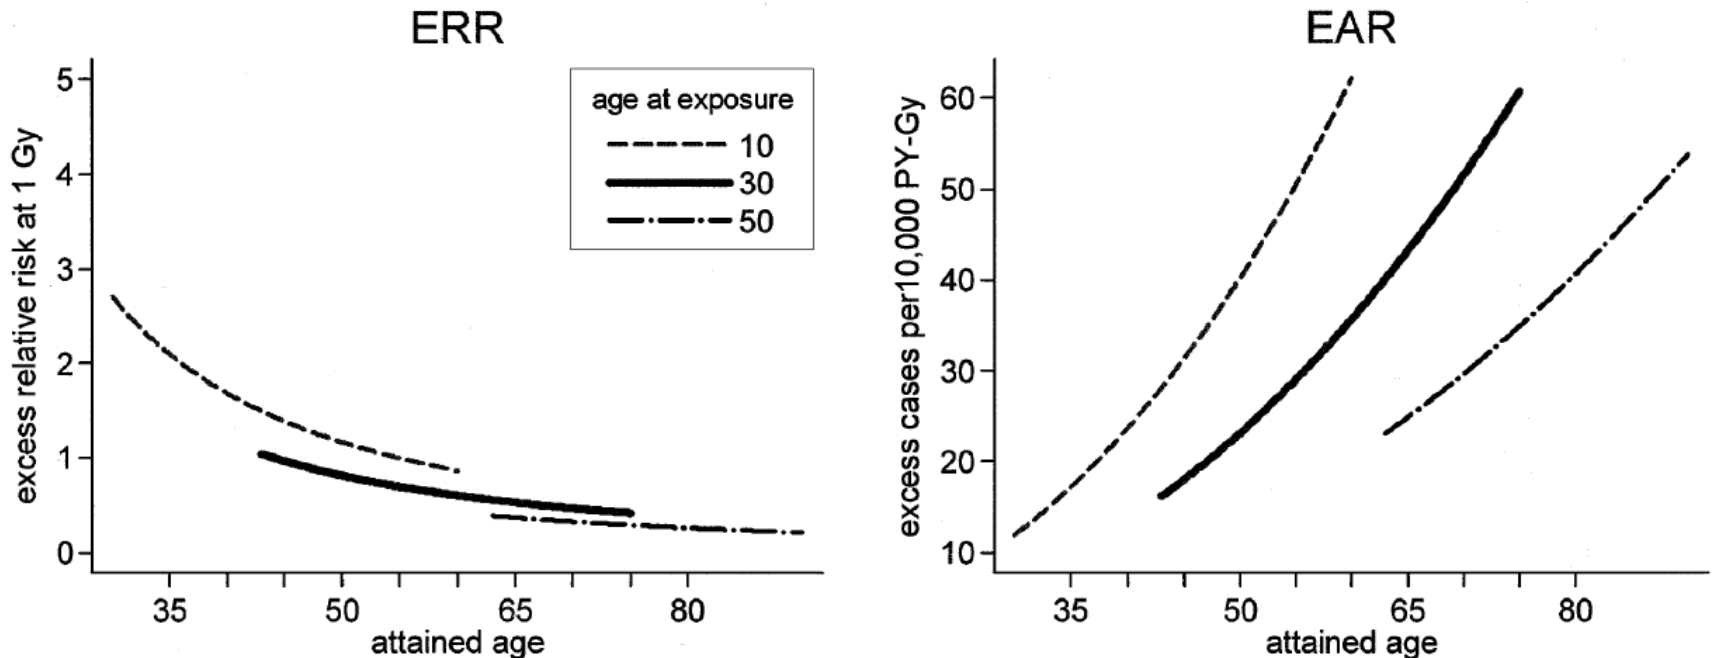 ERR
excess relative risk at 1 Gy
5
4
3
2
1
0
age at exposure
10
30
50
35 50 65 80
attained age
EAR
excess cases per10,000 PY-Gy
60
50
40
30
20
10
35 50 65 80
attained age